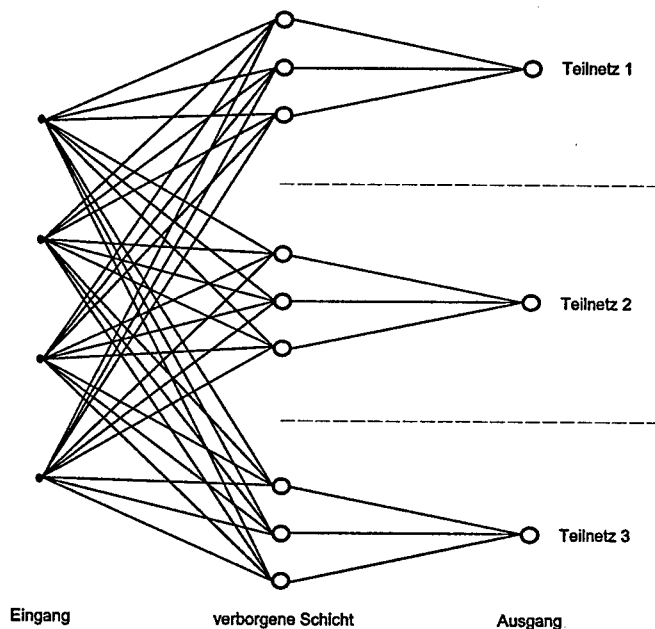 Teilnetz 1
Teilnetz 2
Teilnetz 3
Eingang
verborgene Schicht
Ausgang